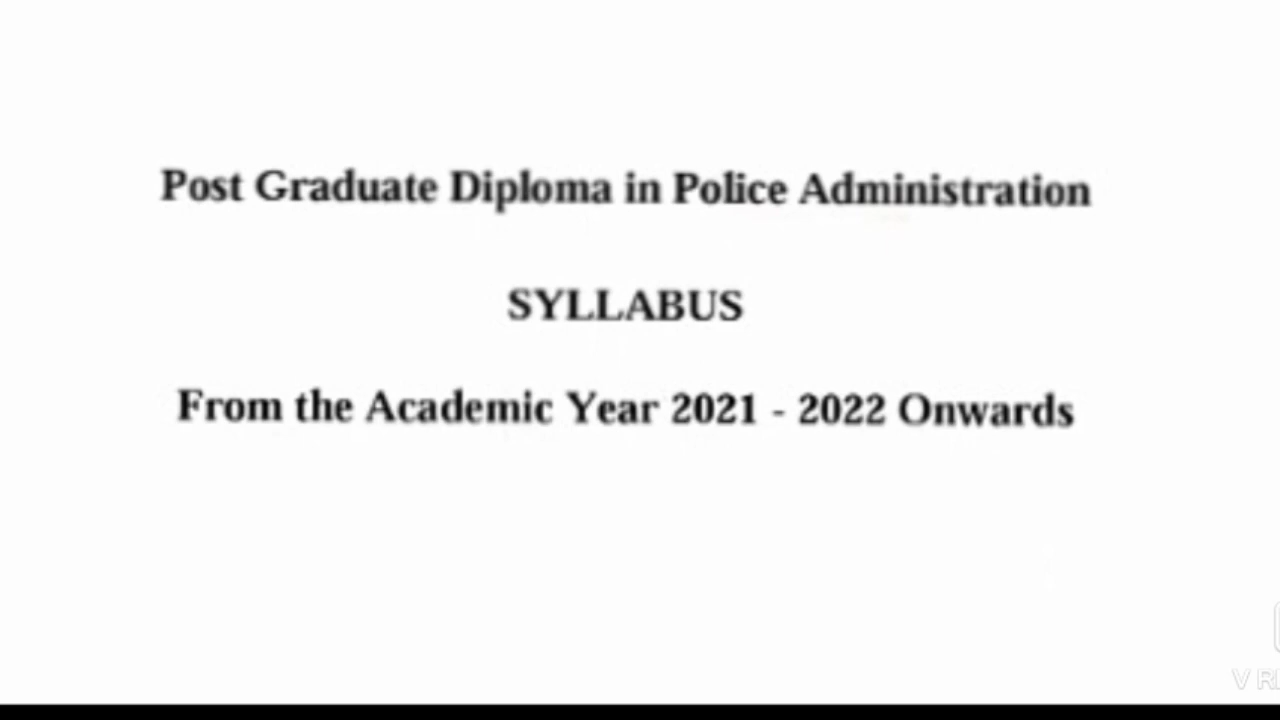 Post Graduate Diploma in Police Administration
SYLLABUS
From the Academic Year 2021 - 2022 Onwards